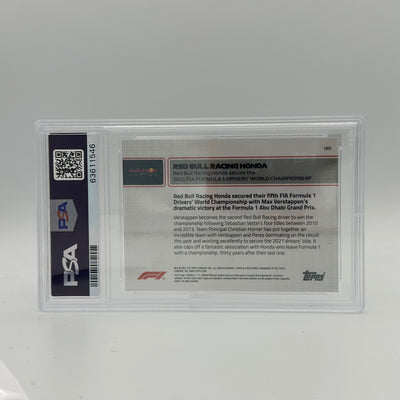 63611546
PSA
PSA
RED BULL RACING HONDA
Red Bull Racing Honda secure the
2021 FIA FORMULA 1 DRIVERS' WORLD CHAMPIONSHIP
Red Bull Racing Honda secured their fifth FIA Formula 1
Drivers' World Championship with Max Verstappen's
dramatic victory at the Formula 1 Abu Dhabi Grand Prix.
Verstappen becomes the second Red Bull Racing driver to win the
championship following Sebastian Vettel's four titles between 2010
and 2013. Team Principal Christian Horner has put together an
incredible team with Verstappen and Perez dominating on the circuit
this year and working excellently to secure the 2021 drivers' title. It
also caps off a fantastic association with Honda who leave Formula 1
with a championship, thirty years after their last one.
F1
Topps